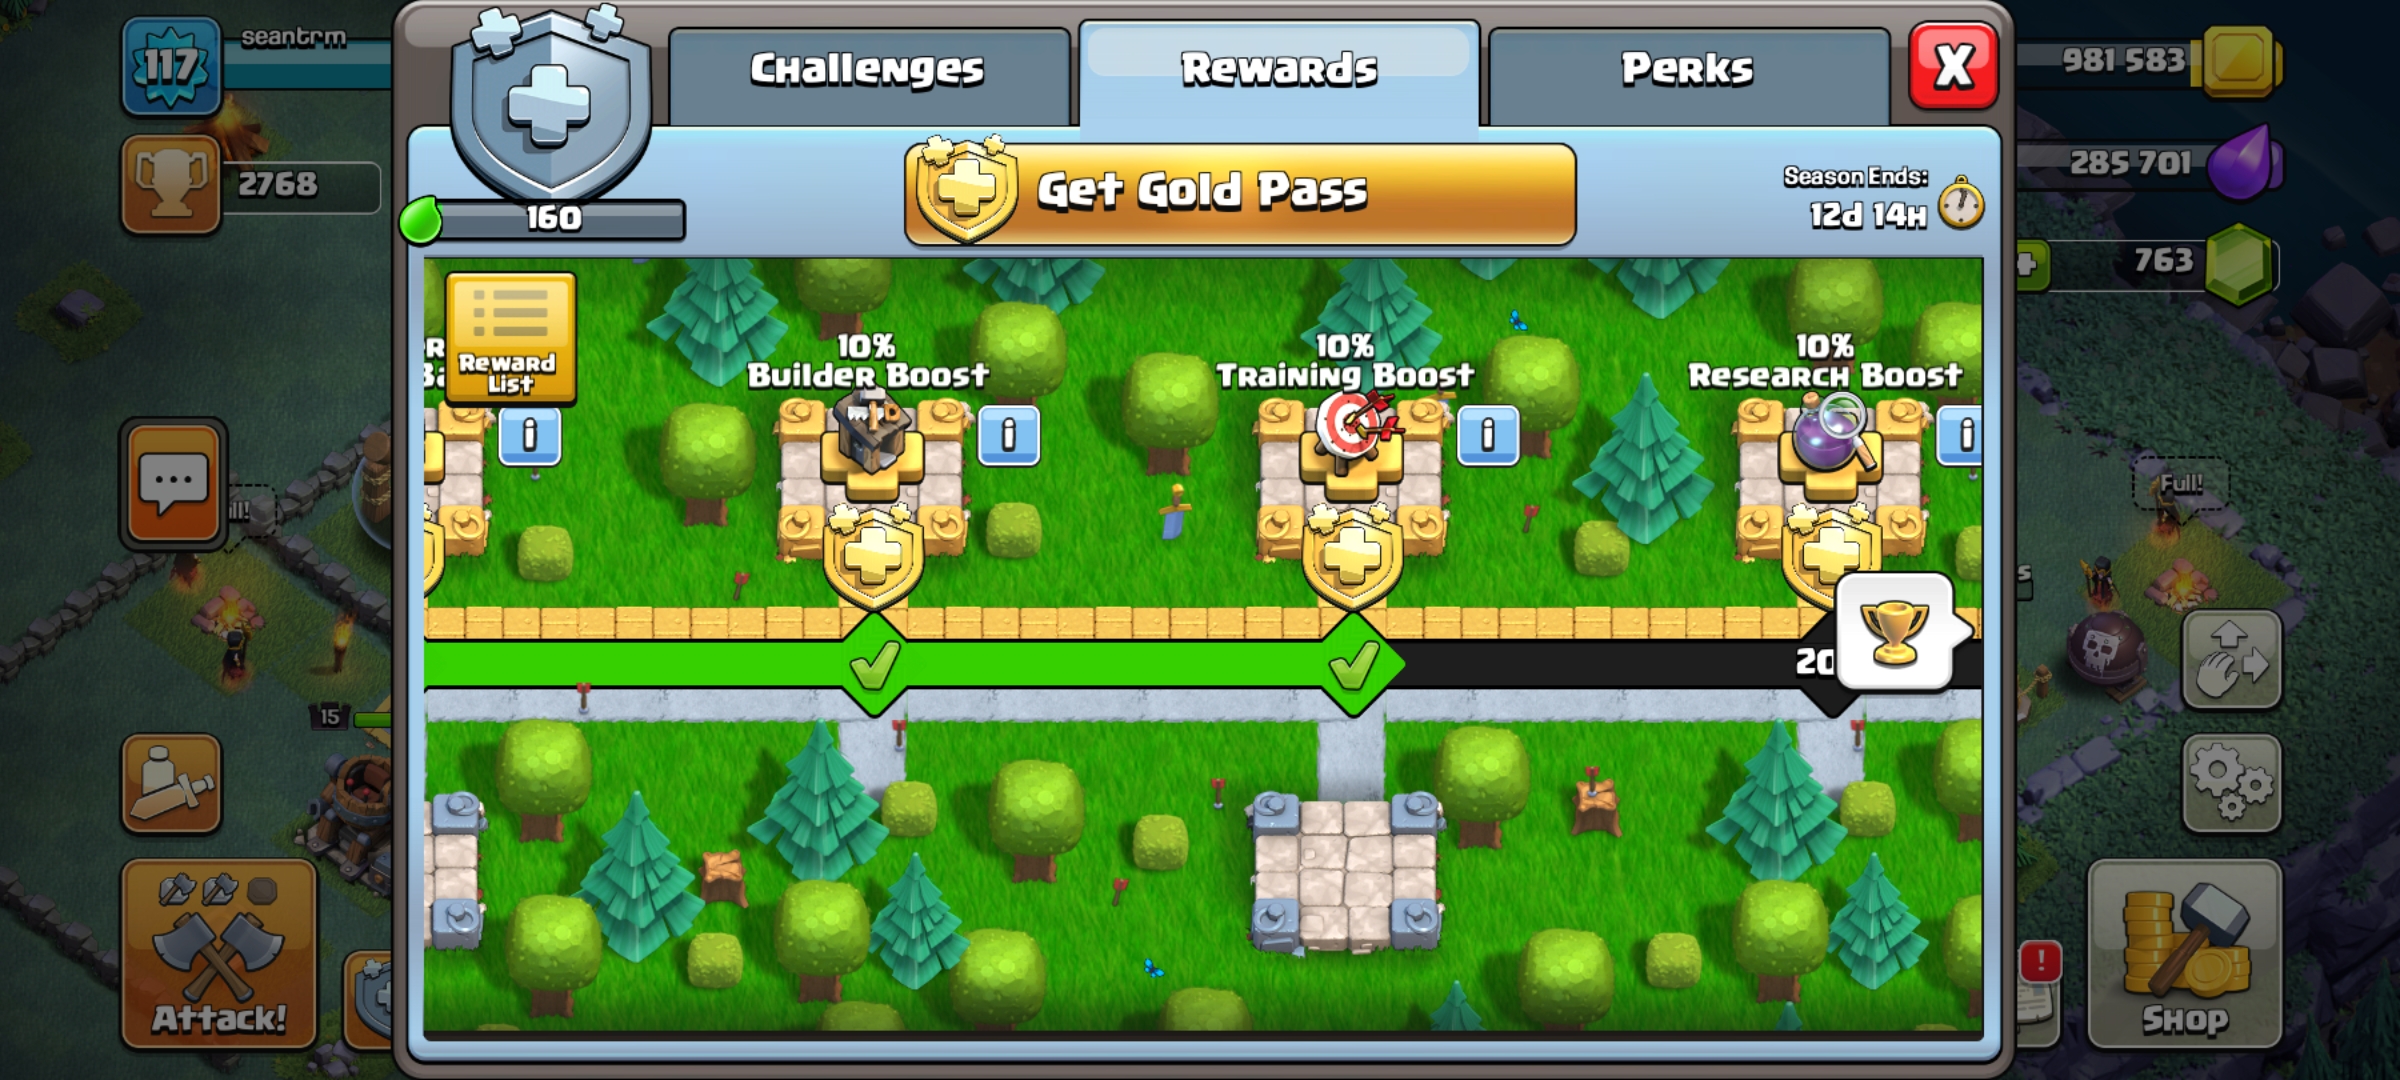 117
seantrm
Challenges
Rewards
Perks
X
981 583
2768
Get Gold Pass
Season Ends:
12d 14h
285 701
160
763
Reward
List
10%
Builder Boost
10%
Training Boost
10%
Research Boost
i
i
i
i
Full!
15
Attack!
!
Shop